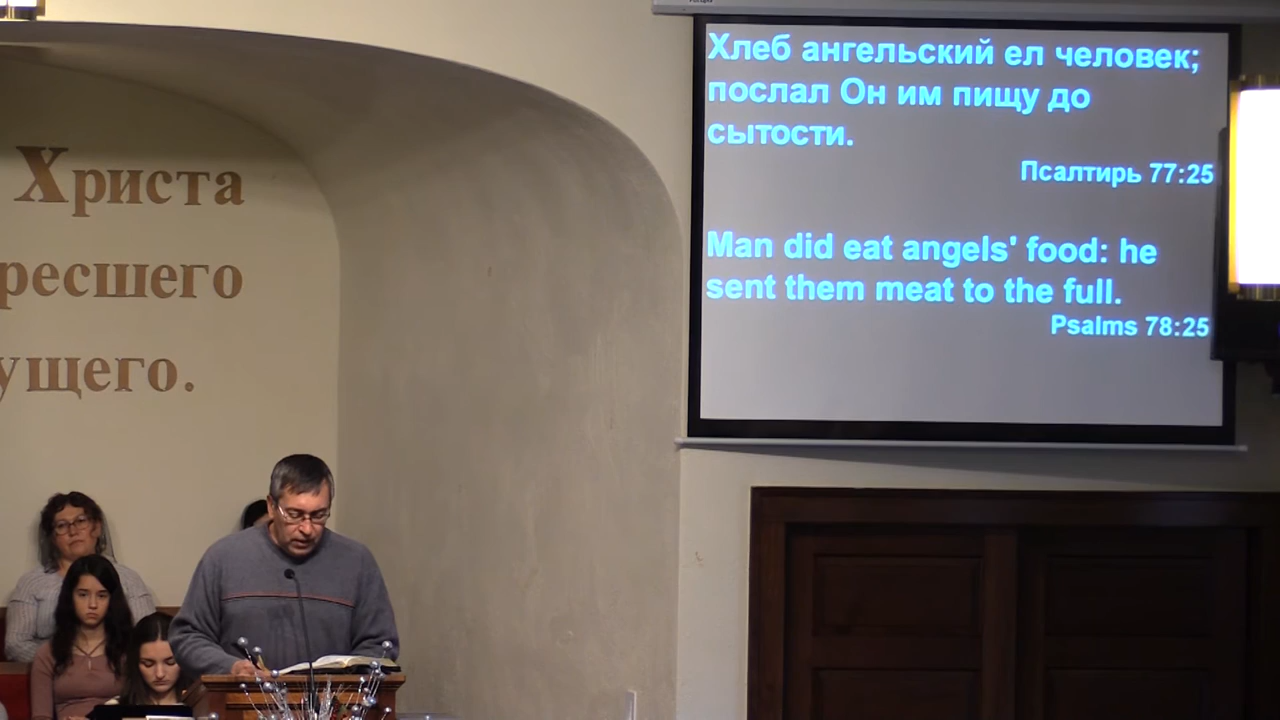 Христа
ресшего
ущего.
Хлеб ангельский ел человек;
послал Он им пищу до
сытости.
Псалтирь 77:25
Man did eat angels' food: he
sent them meat to the full.
Psalms 78:25